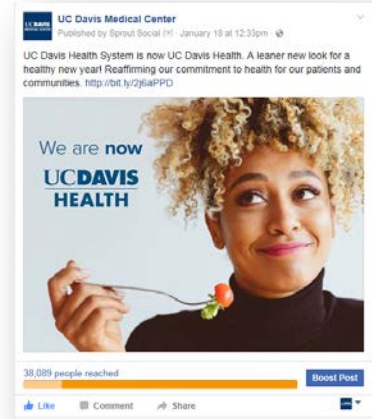 UC Davis Medical Center
Published by Sprout Social [?] · January 18 at 12:33pm ·
UC Davis Health System is now UC Davis Health. A leaner new look for a
healthy new year! Reaffirming our commitment to health for our patients and
communities. http://bit.ly/2j6aPPD
We are now
UCDAVIS
HEALTH
38,089 people reached
Boost Post
Like Comment Share